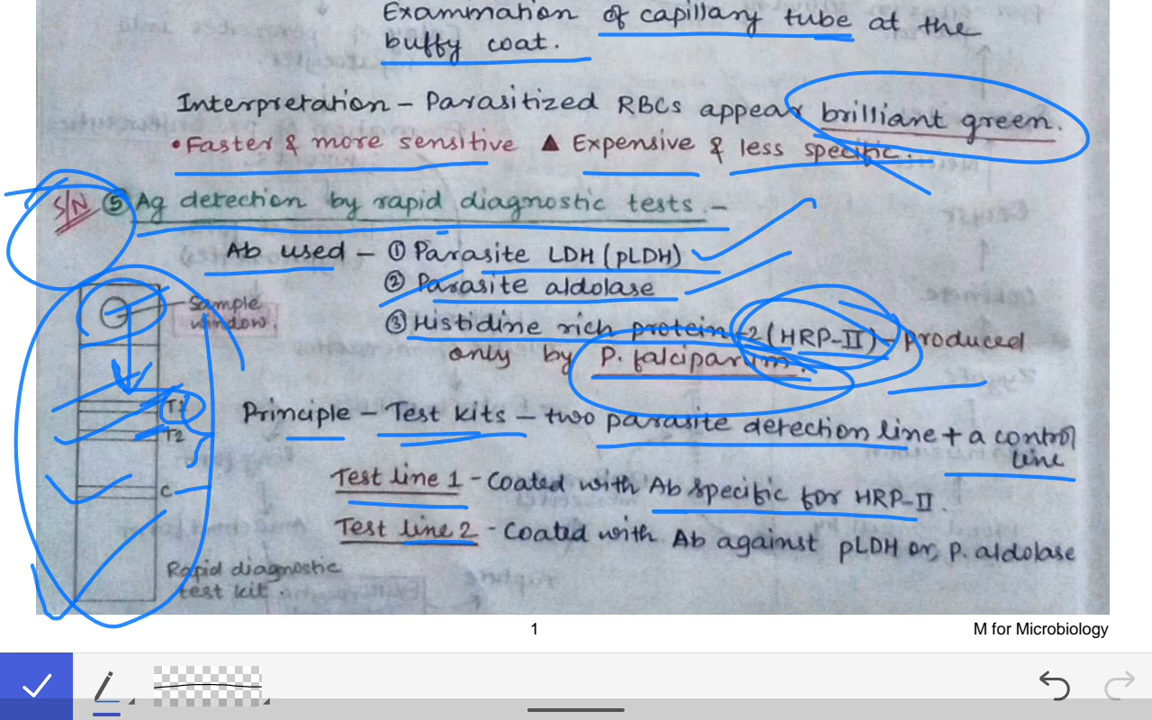 Examination of capillary tube at the
buffy coat.
Interpretation – Parasitized RBCs appear brilliant green.
• Faster & more sensitive ▲ Expensive & less specific.
S/N ⑤ Ag detection by rapid diagnostic tests. –
Ab used – ① Parasite LDH (pLDH)
② Parasite aldolase
③ Histidine rich protein-2 (HRP-II) – produced
only by P. falciparum.
Sample
window.
T1
T2
C
Rapid diagnostic
test kit.
Principle – Test kits – two parasite detection line + a control
line
Test line 1 - Coated with Ab specific for HRP-II.
Test line 2 - Coated with Ab against pLDH or, p. aldolase
1
M for Microbiology